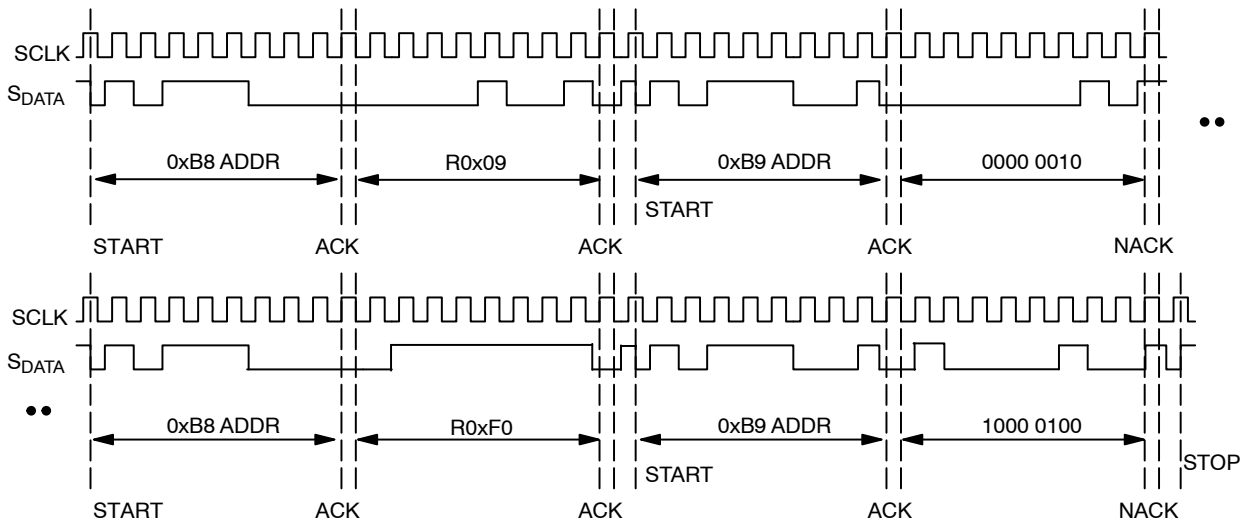 SCLK
SDATA
0xB8 ADDR R0x09 0xB9 ADDR 0000 0010
START
START ACK ACK ACK NACK
SCLK
SDATA
0xB8 ADDR R0xF0 0xB9 ADDR 1000 0100
START STOP
START ACK ACK ACK NACK